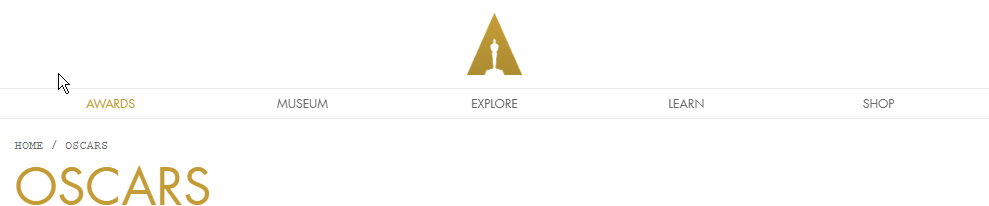 AWARDS MUSEUM EXPLORE LEARN SHOP
HOME / OSCARS
OSCARS